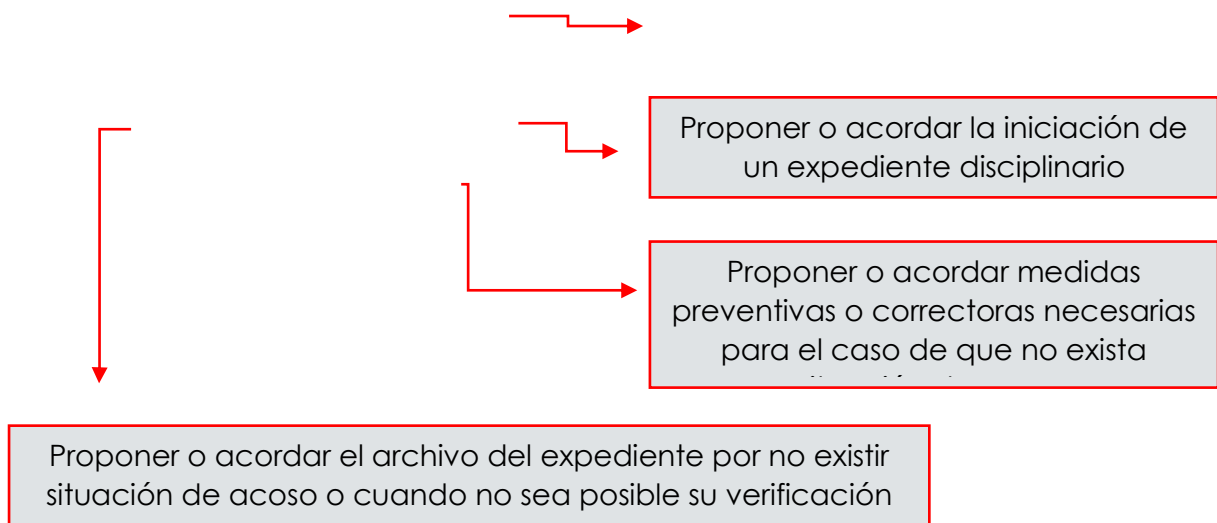 Proponer o acordar la iniciación de
un expediente disciplinario
Proponer o acordar medidas
preventivas o correctoras necesarias
para el caso de que no exista
Proponer o acordar el archivo del expediente por no existir
situación de acoso o cuando no sea posible su verificación